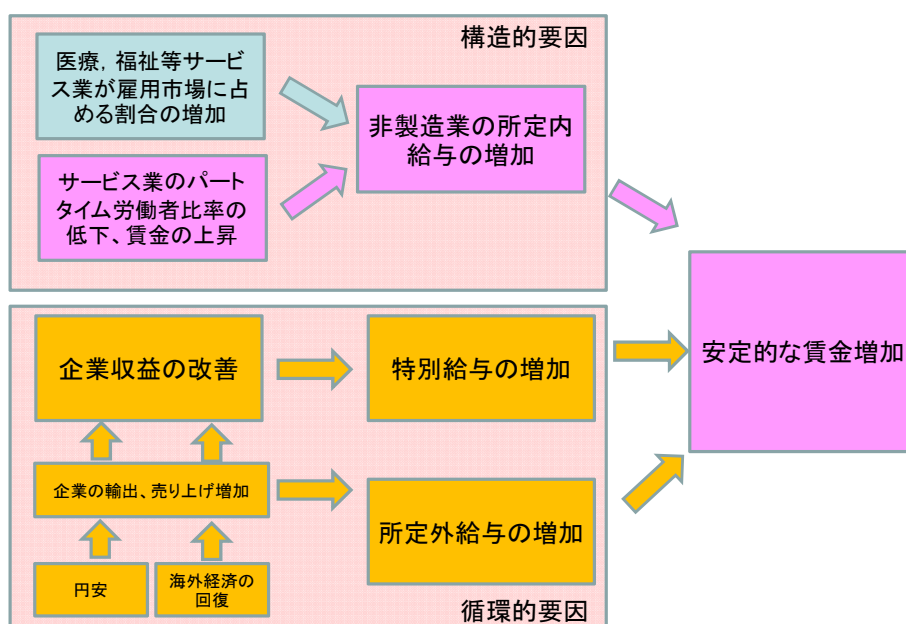 構造的要因
医療，福祉等サービ
ス業が雇用市場に占
める割合の増加
非製造業の所定内
給与の増加
サービス業のパート
タイム労働者比率の
低下、賃金の上昇
安定的な賃金増加
企業収益の改善
特別給与の増加
企業の輸出、売り上げ増加
所定外給与の増加
円安
海外経済の
回復
循環的要因